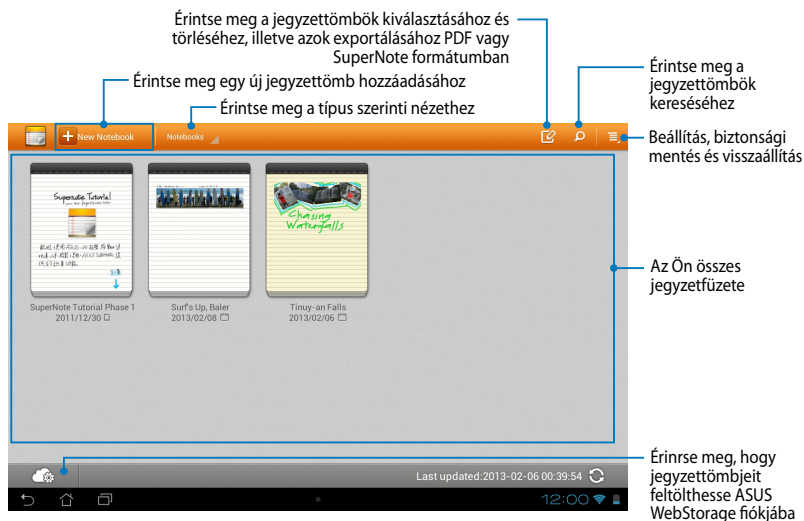 Érintse meg a jegyzettömbök kiválasztásához és
törléséhez, illetve azok exportálásához PDF vagy
SuperNote formátumban
Érintse meg egy új jegyzettömb hozzáadásához
Érintse meg a típus szerinti nézethez
Érintse meg a
jegyzettömbök
kereséséhez
New Notebook
Notebooks
Beállítás, biztonsági
mentés és visszaállítás
Supernote Tutorial
Chasing
Waterfalls
SuperNote Tutorial Phase 1
2011/12/30
Surf's Up, Baler
2013/02/08
Tinuy-an Falls
2013/02/06
Az Ön összes
jegyzetfüzete
Last updated:2013-02-06 00:39:54
12:00
Érinrse meg, hogy
jegyzettömbjeit
feltölthesse ASUS
WebStorage fiókjába